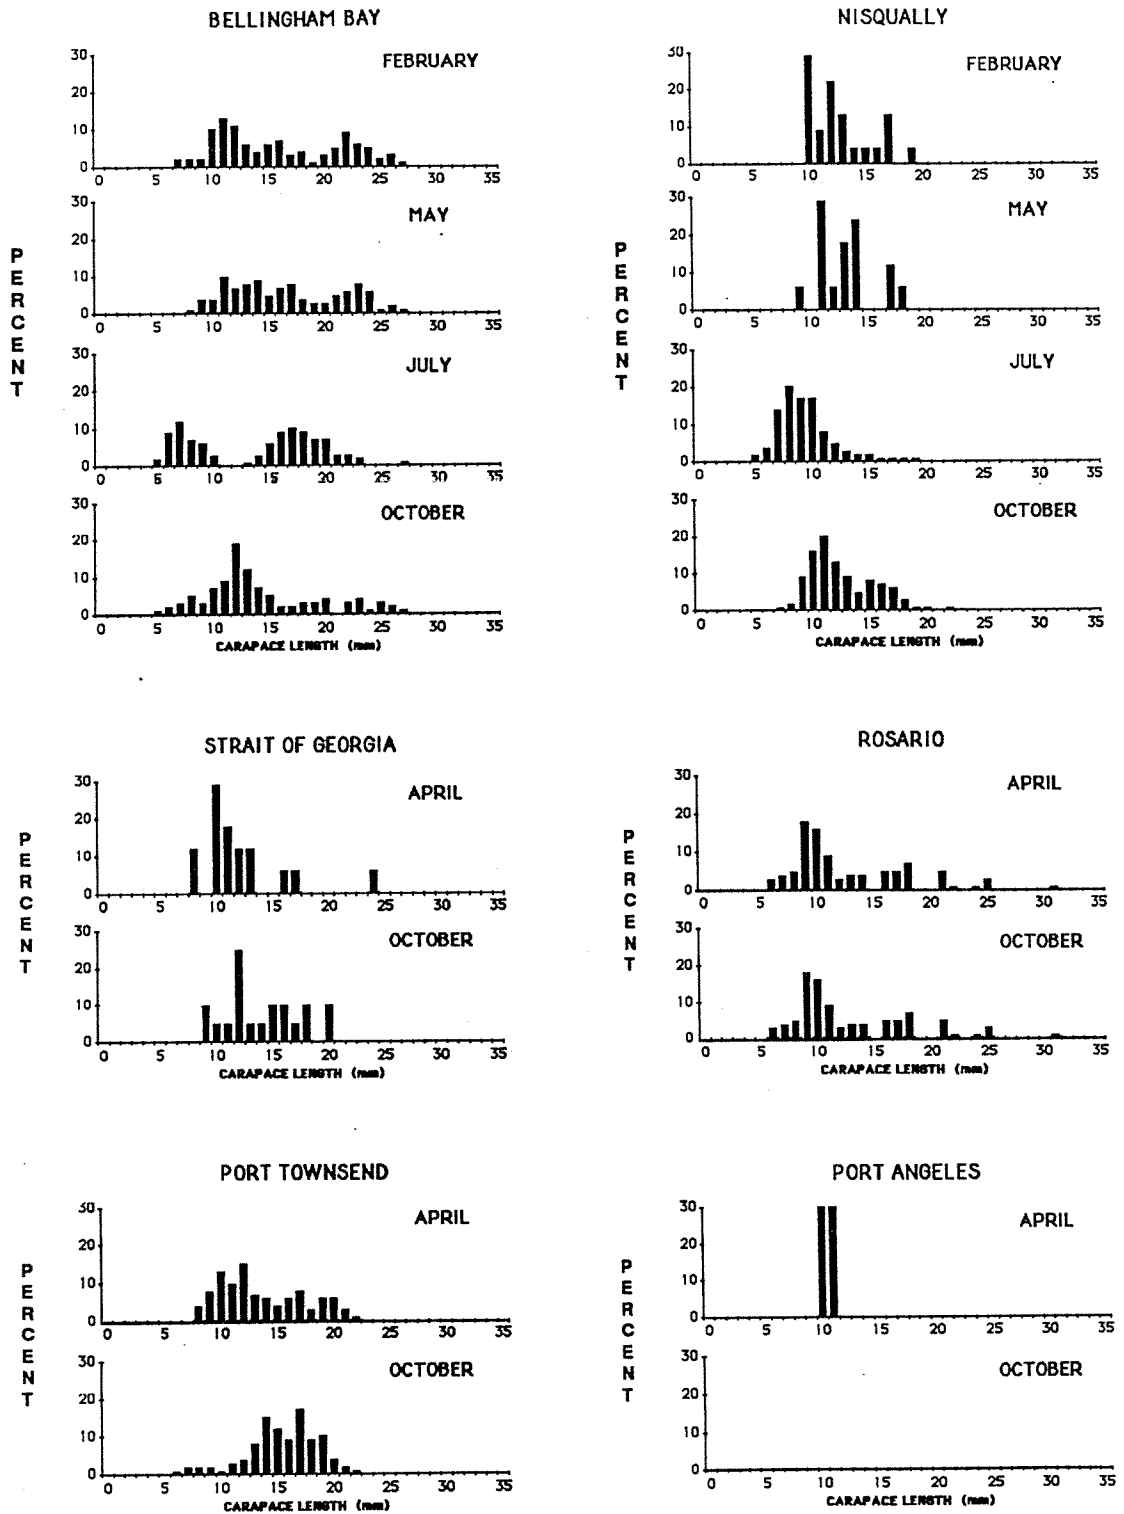 BELLINGHAM BAY
FEBRUARY
30
20
10
0
0 5 10 15 20 25 30 35
MAY
30
20
10
0
0 5 10 15 20 25 30 35
JULY
30
20
10
0
0 5 10 15 20 25 30 35
OCTOBER
30
20
10
0
0 5 10 15 20 25 30 35
PERCENT
CARAPACE LENGTH (mm)
NISQUALLY
FEBRUARY
30
20
10
0
0 5 10 15 20 25 30 35
MAY
30
20
10
0
0 5 10 15 20 25 30 35
JULY
30
20
10
0
0 5 10 15 20 25 30 35
OCTOBER
30
20
10
0
0 5 10 15 20 25 30 35
PERCENT
CARAPACE LENGTH (mm)
STRAIT OF GEORGIA
APRIL
30
20
10
0
0 5 10 15 20 25 30 35
OCTOBER
30
20
10
0
0 5 10 15 20 25 30 35
PERCENT
CARAPACE LENGTH (mm)
ROSARIO
APRIL
30
20
10
0
0 5 10 15 20 25 30 35
OCTOBER
30
20
10
0
0 5 10 15 20 25 30 35
PERCENT
CARAPACE LENGTH (mm)
PORT TOWNSEND
APRIL
30
20
10
0
0 5 10 15 20 25 30 35
OCTOBER
30
20
10
0
0 5 10 15 20 25 30 35
PERCENT
CARAPACE LENGTH (mm)
PORT ANGELES
APRIL
30
20
10
0
0 5 10 15 20 25 30 35
OCTOBER
30
20
10
0
0 5 10 15 20 25 30 35
PERCENT
CARAPACE LENGTH (mm)